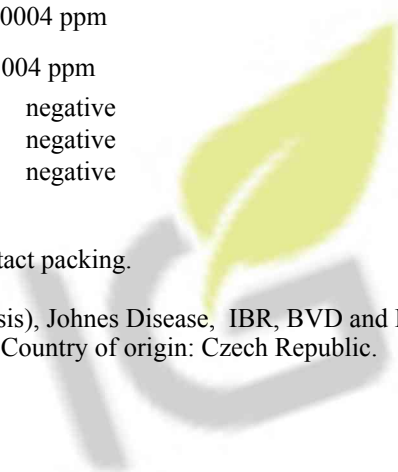 0004 ppm
004 ppm
negative
negative
negative
tact packing.
sis), Johnes Disease, IBR, BVD and
Country of origin: Czech Republic.